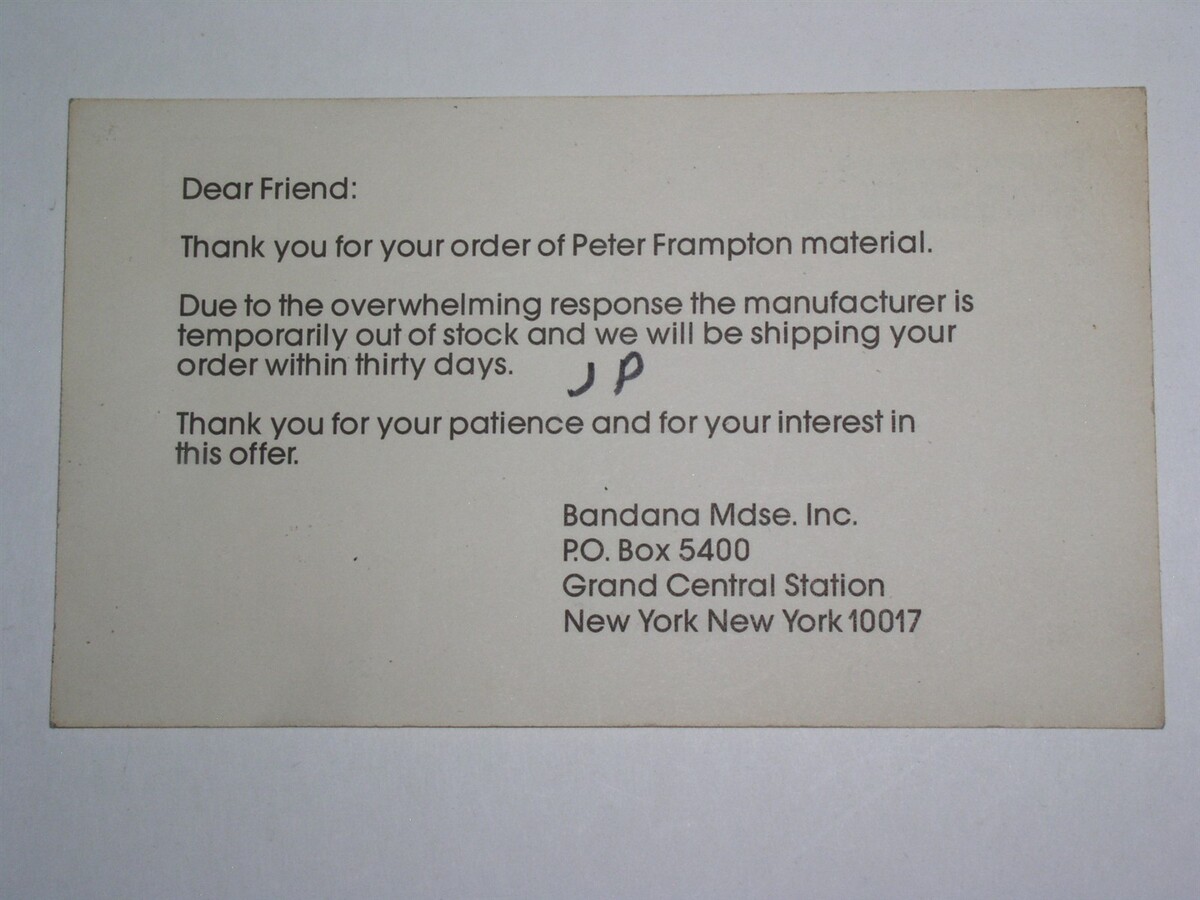 Dear Friend:
Thank you for your order of Peter Frampton material.
Due to the overwhelming response the manufacturer is
temporarily out of stock and we will be shipping your
order within thirty days.
JP
Thank you for your patience and for your interest in
this offer.
Bandana Mdse. Inc.
P.O. Box 5400
Grand Central Station
New York New York 10017